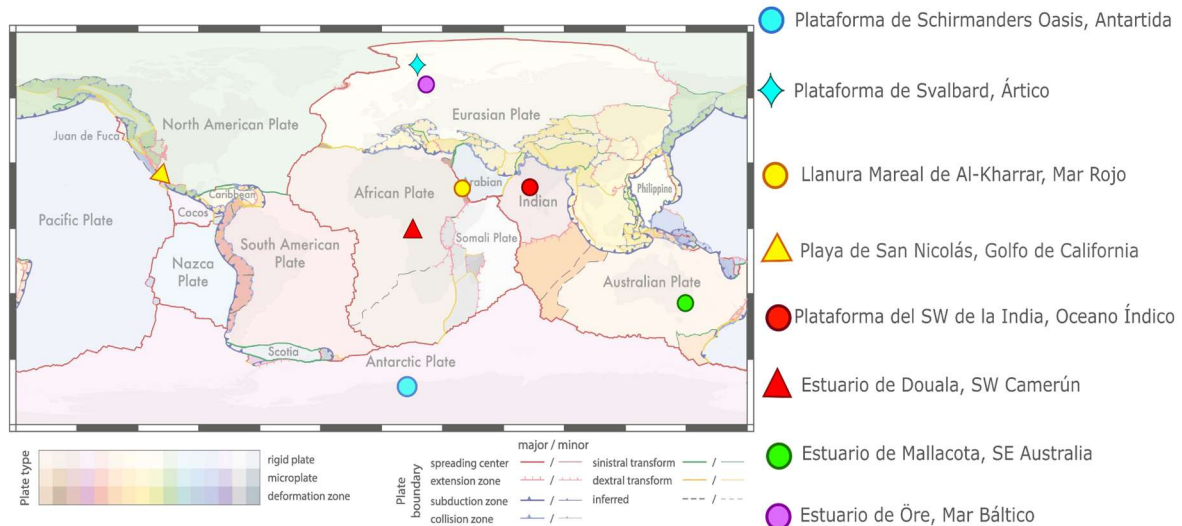 North American Plate
Juan de Fuca
Eurasian Plate
Pacific Plate
Caribbean
Cocos
African Plate
Arabian
Indian
Philippine
South American
Plate
Nazca
Plate
Somali Plate
Australian Plate
Scotia
Antarctic Plate
Plataforma de Schirmanders Oasis, Antartida
Plataforma de Svalbard, Ártico
Llanura Mareal de Al-Kharrar, Mar Rojo
Playa de San Nicolás, Golfo de California
Plataforma del SW de la India, Oceano Índico
Estuario de Douala, SW Camerún
Estuario de Mallacota, SE Australia
Estuario de Öre, Mar Báltico
Plate type
rigid plate
microplate
deformation zone
Plate
boundary
major / minor
spreading center /
extension zone /
subduction zone /
collision zone /
sinistral transform /
dextral transform /
inferred /